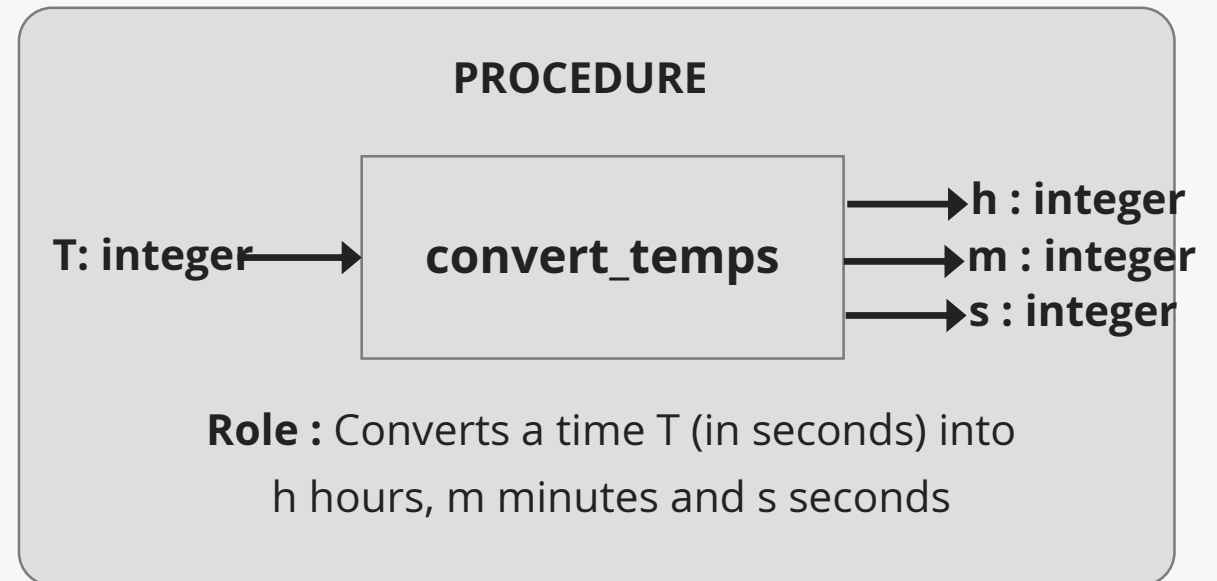 PROCEDURE
T: integer
convert_temps
h : integer
m : integer
s : integer
Role : Converts a time T (in seconds) into
h hours, m minutes and s seconds